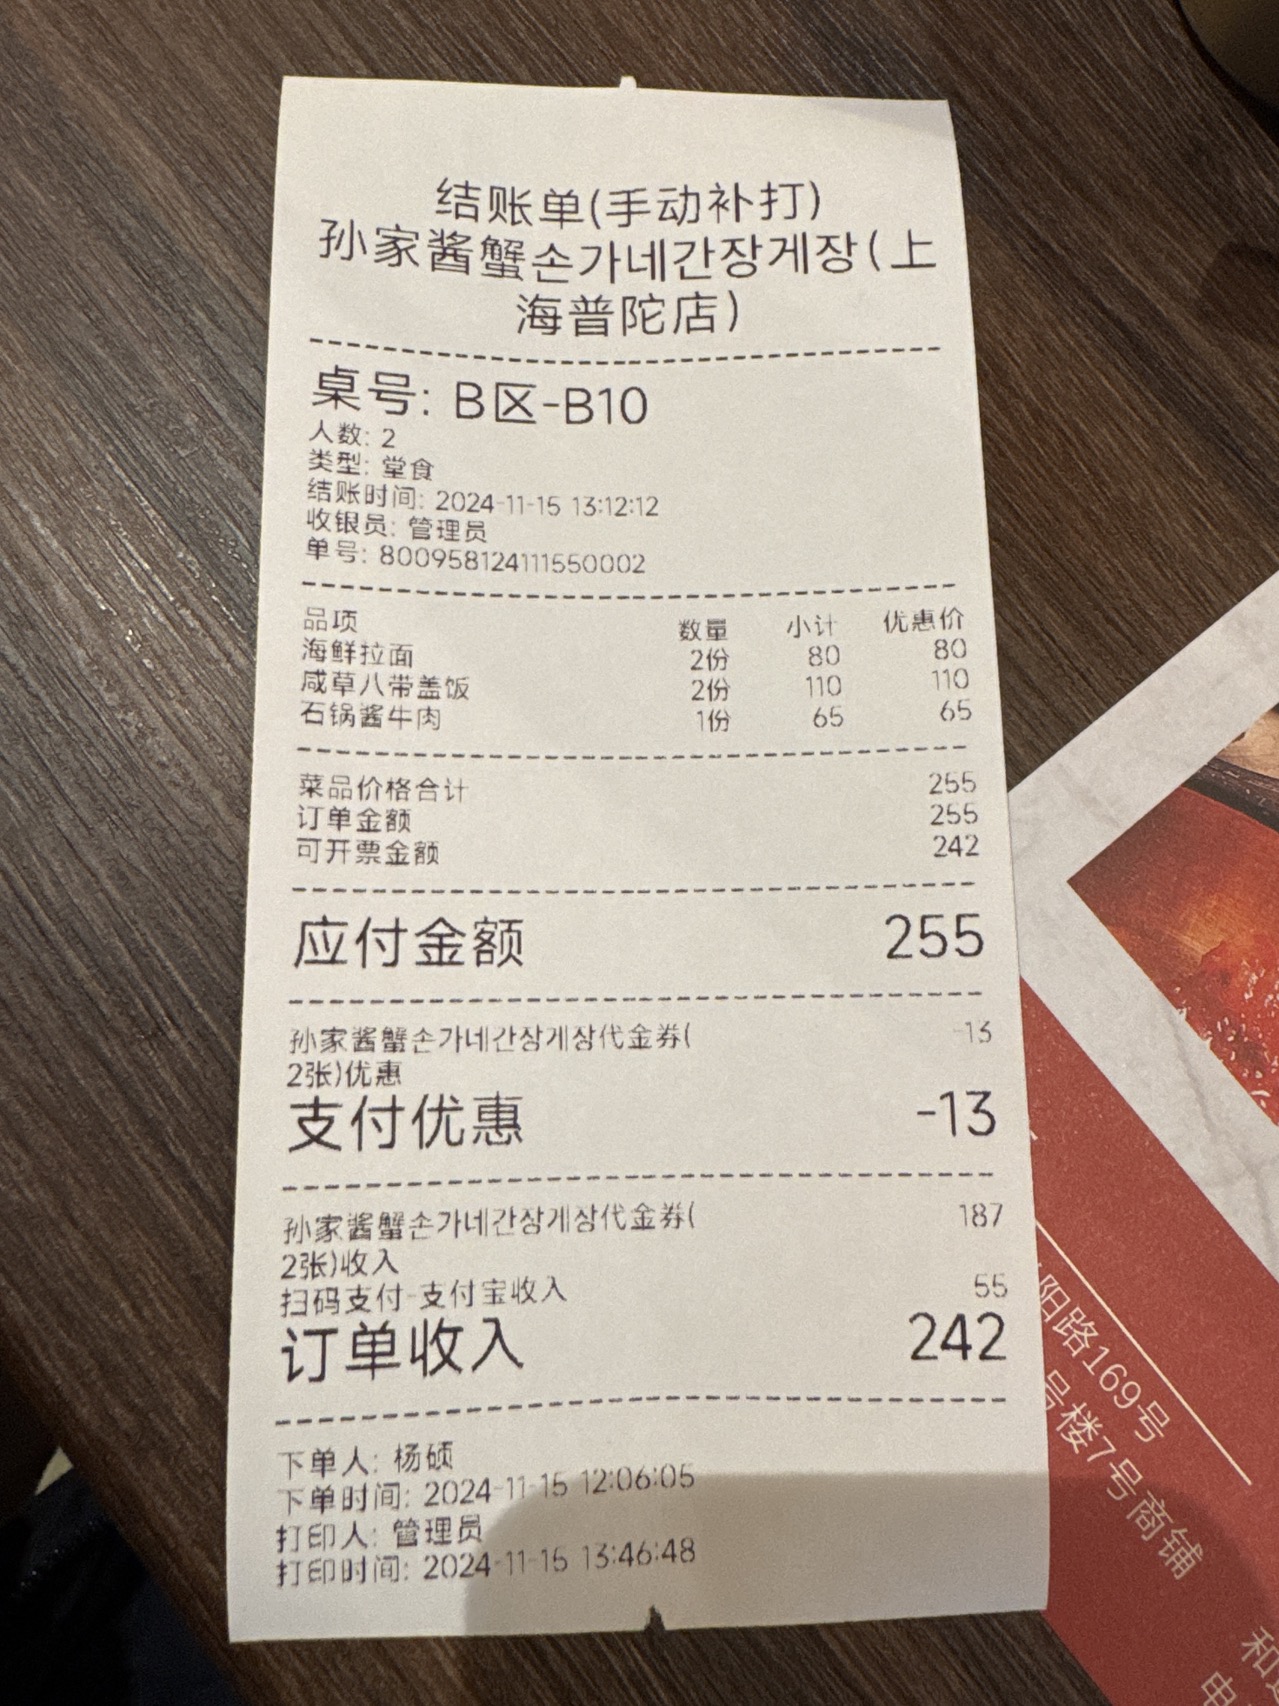 结账单(手动补打)
孙家酱蟹손가네간장게장(上
海普陀店)
桌号: B区-B10
人数: 2
类型: 堂食
结账时间: 2024-11-15 13:12:12
收银员: 管理员
单号: 800958124111550002
品项 数量 小计 优惠价
海鲜拉面 2份 80 80
咸草八带盖饭 2份 110 110
石锅酱牛肉 1份 65 65
菜品价格合计 255
订单金额 255
可开票金额 242
应付金额 255
孙家酱蟹손가네간장게장代金券( -13
2张)优惠
支付优惠 -13
孙家酱蟹손가네간장게장代金券( 187
2张)收入
扫码支付-支付宝收入 55
订单收入 242
下单人: 杨硕
下单时间: 2024-11-15 12:06:05
打印人: 管理员
打印时间: 2024-11-15 13:46:48
阳路169号
号楼7号商铺